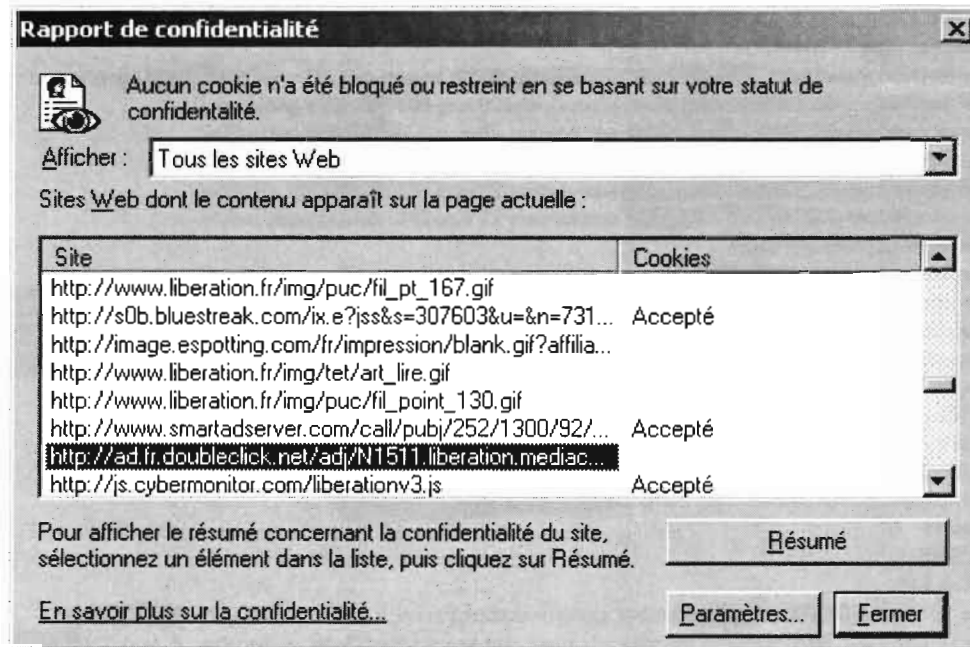 Rapport de confidentialité
Aucun cookie n'a été bloqué ou restreint en se basant sur votre statut de
confidentalité.
Afficher : Tous les sites Web
Sites Web dont le contenu apparaît sur la page actuelle :
Site Cookies
http://www.liberation.fr/img/puc/fil_pt_167.gif
http://s0b.bluestreak.com/ix.e?jss&s=307603&u=&n=731... Accepté
http://image.espotting.com/fr/impression/blank.gif?affilia...
http://www.liberation.fr/img/tet/art_lire.gif
http://www.liberation.fr/img/puc/fil_point_130.gif
http://www.smartadserver.com/call/pubj/252/1300/92/... Accepté
http://ad.fr.doubleclick.net/adj/N1511.liberation.mediac...
http://js.cybermonitor.com/liberationv3.js Accepté
Pour afficher le résumé concernant la confidentialité du site,
sélectionnez un élément dans la liste, puis cliquez sur Résumé.
Résumé
En savoir plus sur la confidentialité...
Paramètres... Fermer